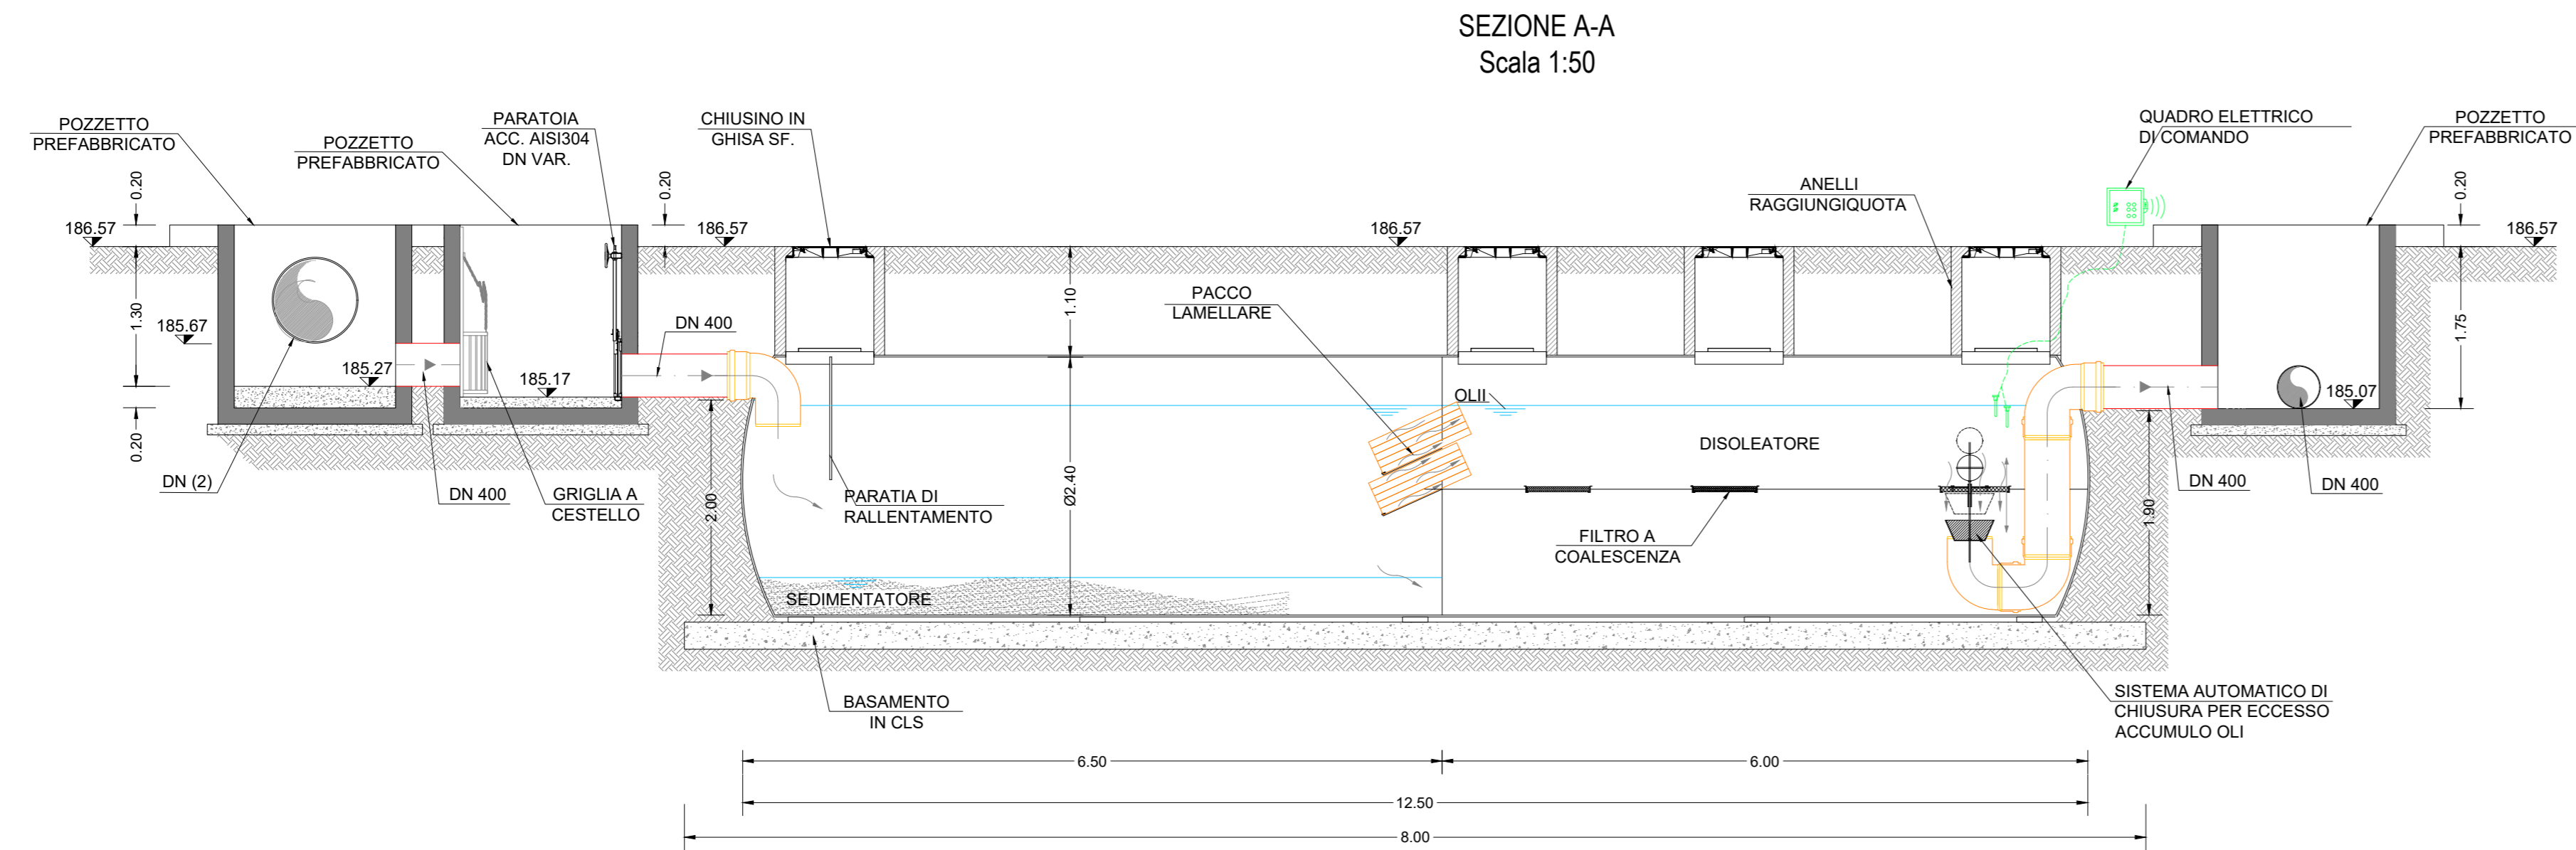 SEZIONE A-A
Scala 1:50
POZZETTO
PREFABBRICATO
POZZETTO
PREFABBRICATO
PARATOIA
ACC. AISI304
DN VAR.
CHIUSINO IN
GHISA SF.
QUADRO ELETTRICO
DI COMANDO
POZZETTO
PREFABBRICATO
ANELLI
RAGGIUNGIQUOTA
0.20
0.20
0.20
186.57
186.57
186.57
186.57
1.30
185.67
185.27
185.17
DN 400
1.10
PACCO
LAMELLARE
1.75
185.07
0.20
OLII
DISOLEATORE
DN (2)
DN 400
GRIGLIA A
CESTELLO
2.00
PARATIA DI
RALLENTAMENTO
Ø2.40
FILTRO A
COALESCENZA
1.90
DN 400
DN 400
SEDIMENTATORE
BASAMENTO
IN CLS
SISTEMA AUTOMATICO DI
CHIUSURA PER ECCESSO
ACCUMULO OLI
6.50
6.00
12.50
8.00